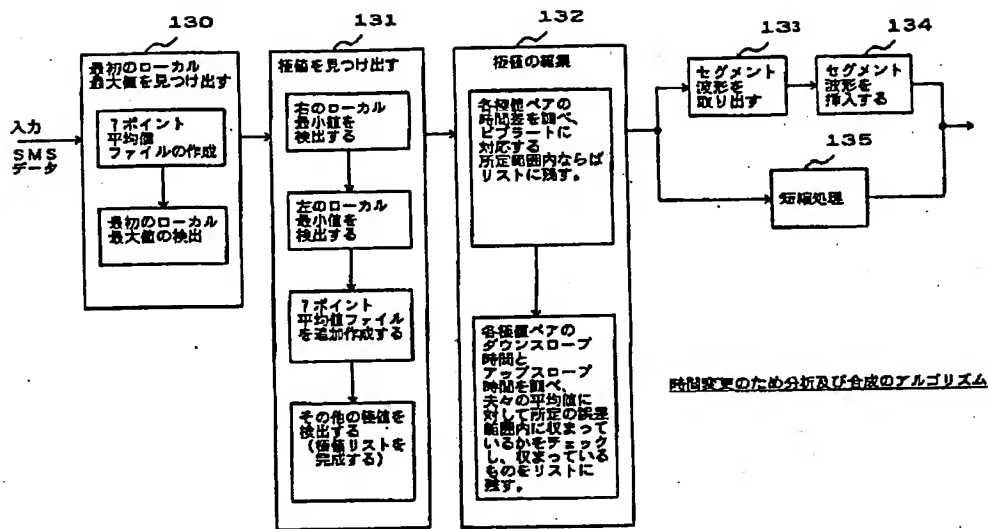 130
最初のローカル
最大値を見つけ出す
入力
SMS
データ
7ポイント
平均値
ファイルの作成
最初のローカル
最大値の検出
131
極値を見つけ出す
右のローカル
最小値を
検出する
左のローカル
最小値を
検出する
7ポイント
平均値ファイル
を追加作成する
その他の極値を
検出する
(極値リストを
完成する)
132
極値の編集
各極値ペアの
時間差を調べ、
ビブラートに
対応する
所定範囲内ならば
リストに残す。
各極値ペアの
ダウンスロープ
時間と
アップスロープ
時間を調べ、
夫々の平均値に
対して所定の誤差
範囲内に収まって
いるかをチェック
し、収まっている
ものをリストに
残す。
133
セグメント
波形を
取り出す
134
セグメント
波形を
挿入する
135
短縮処理
時間変更のため分析及び合成のアルゴリズム